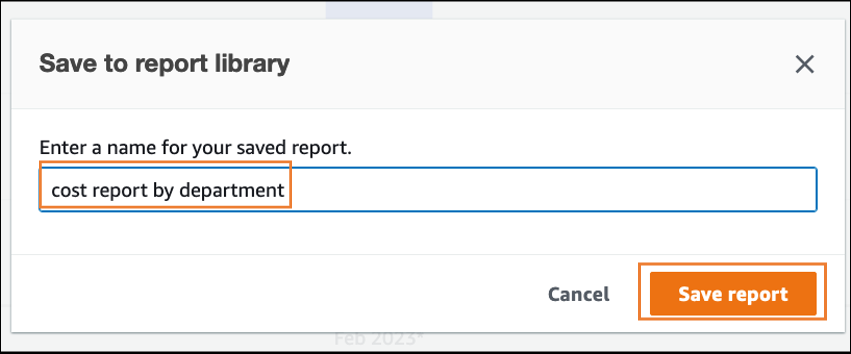 Save to report library
Enter a name for your saved report.
cost report by department
Cancel Save report
Feb 2023*